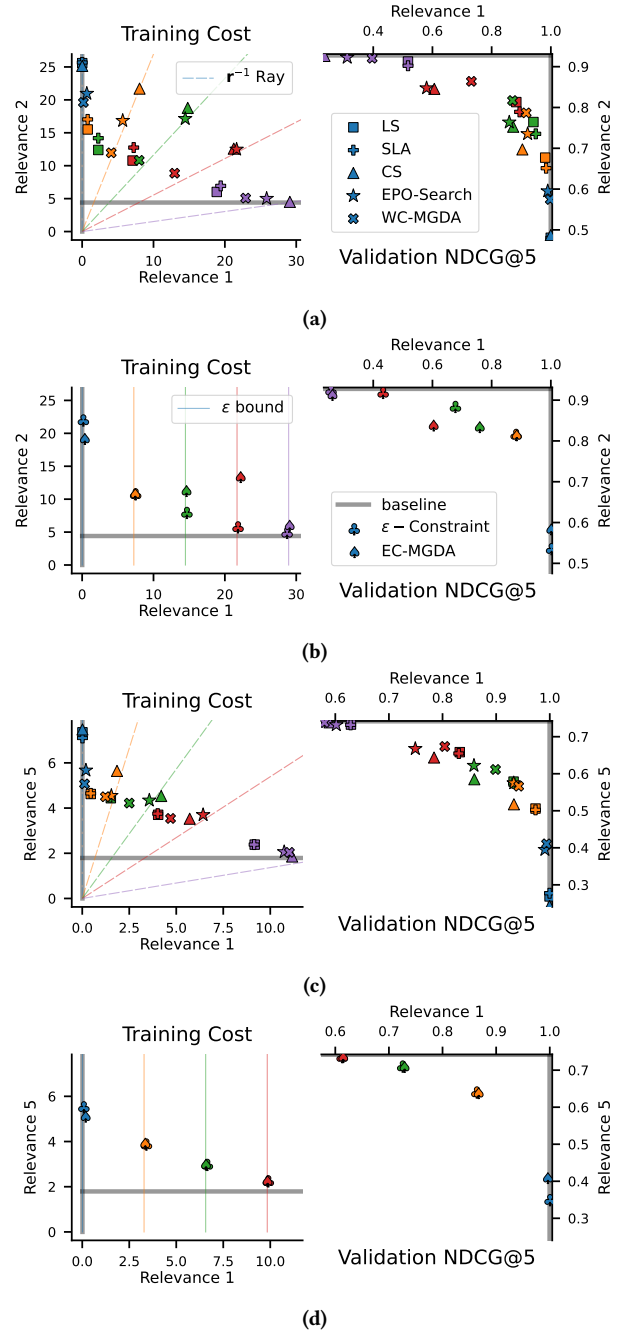 Training Cost
Relevance 2
25
20
15
10
5
0
0
10
20
30
Relevance 1
r⁻¹ Ray
Relevance 1
0.4
0.6
0.8
1.0
0.9
0.8
0.7
0.6
0.5
Relevance 2
LS
SLA
CS
EPO-Search
WC-MGDA
Validation NDCG@5
(a)
Training Cost
Relevance 2
25
20
15
10
5
0
0
10
20
30
Relevance 1
ε bound
Relevance 1
0.4
0.6
0.8
1.0
0.9
0.8
0.7
0.6
0.5
Relevance 2
baseline
ε − Constraint
EC-MGDA
Validation NDCG@5
(b)
Training Cost
Relevance 5
6
4
2
0
0.0
2.5
5.0
7.5
10.0
Relevance 1
Relevance 1
0.6
0.7
0.8
0.9
1.0
0.7
0.6
0.5
0.4
0.3
Relevance 5
Validation NDCG@5
(c)
Training Cost
Relevance 5
6
4
2
0
0.0
2.5
5.0
7.5
10.0
Relevance 1
Relevance 1
0.6
0.7
0.8
0.9
1.0
0.7
0.6
0.5
0.4
0.3
Relevance 5
Validation NDCG@5
(d)